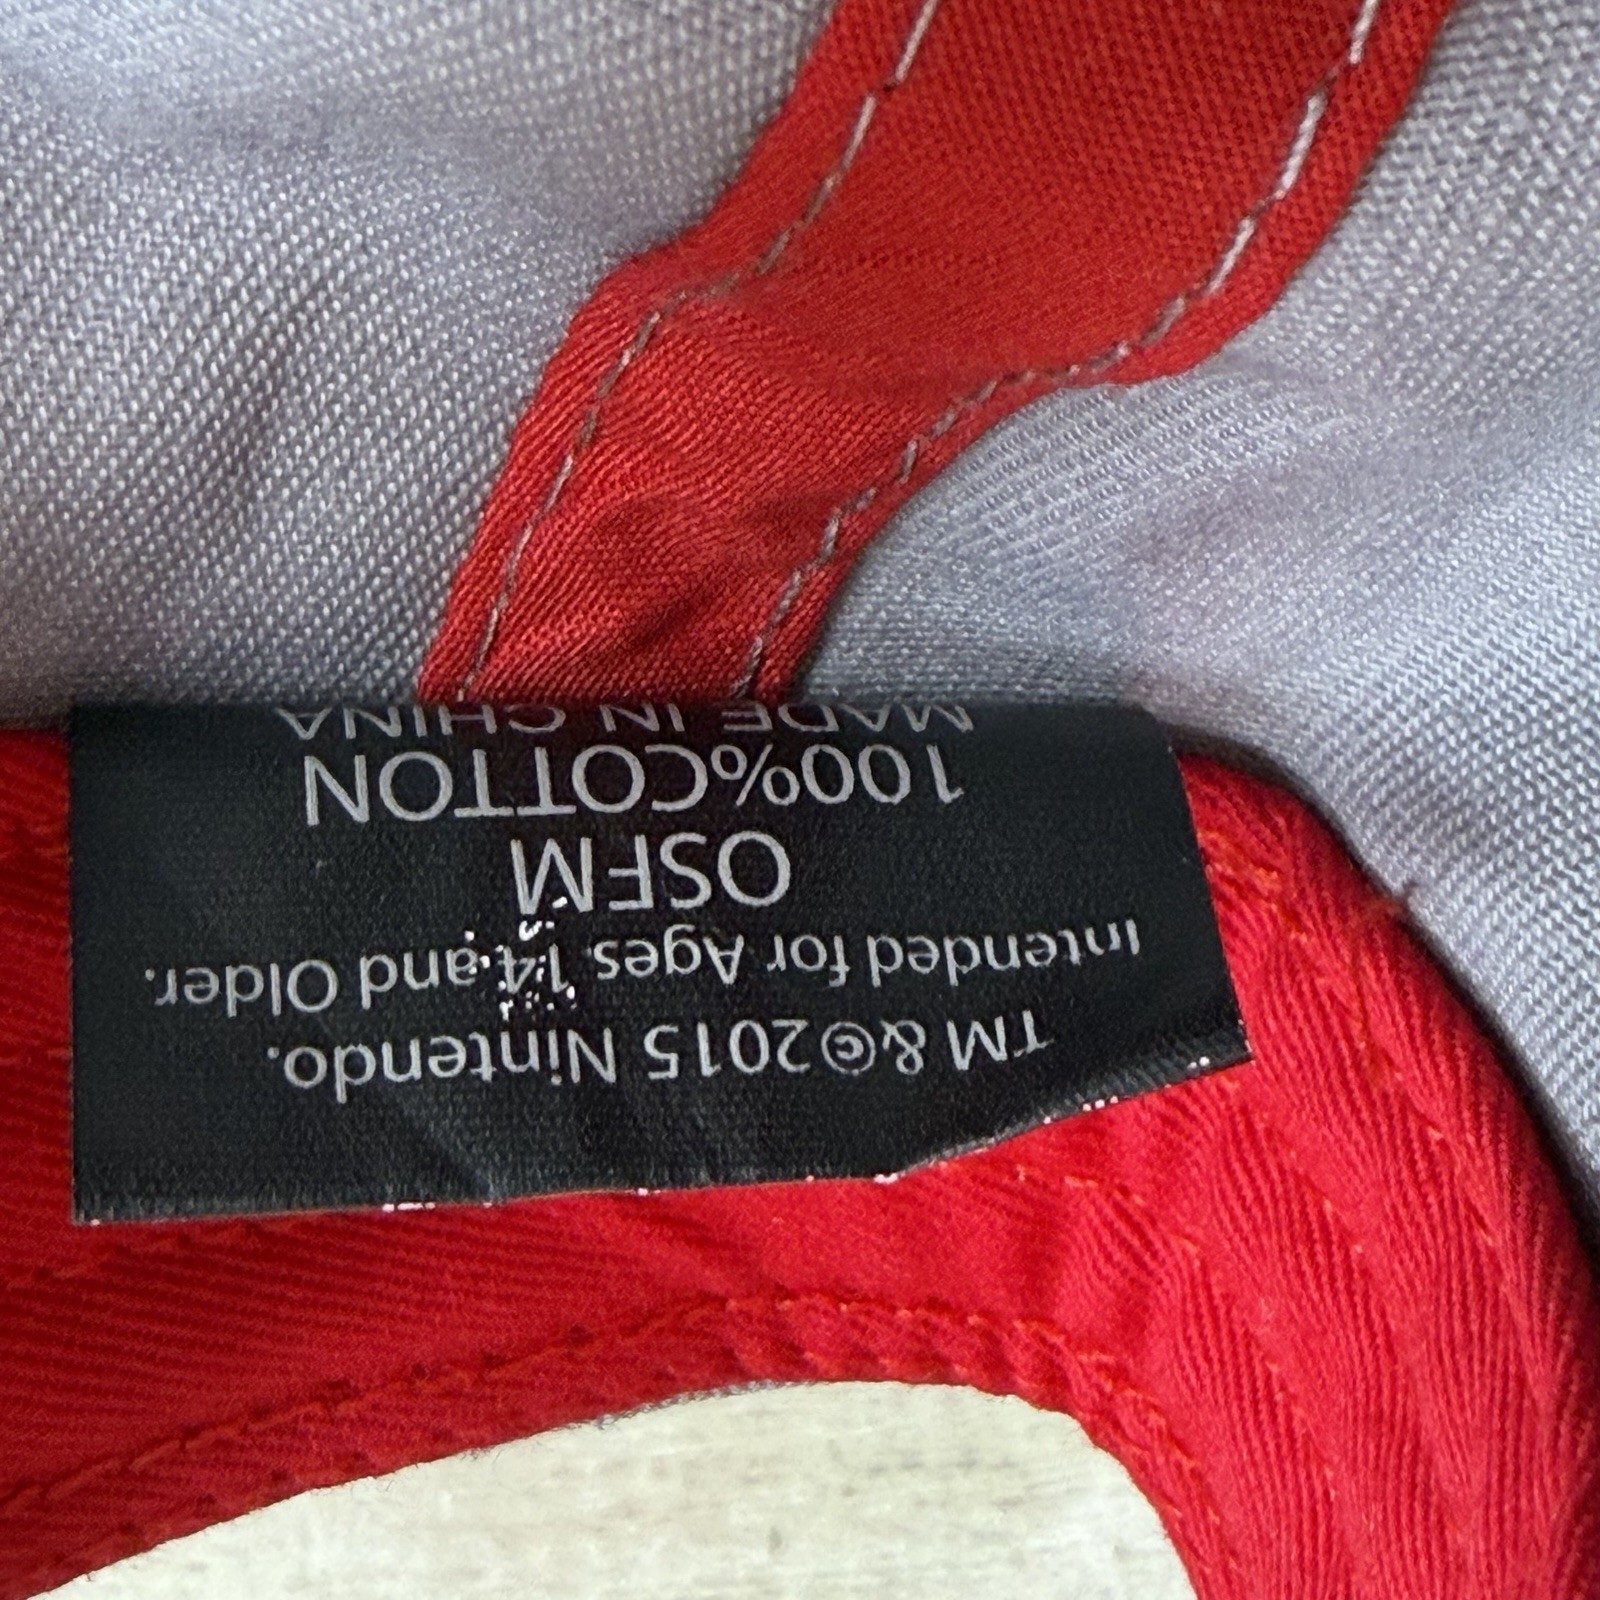 TM &©2015 Nintendo.
Intended for Ages 14 and Older.
OSFM
100%COTTON
MADE IN CHINA